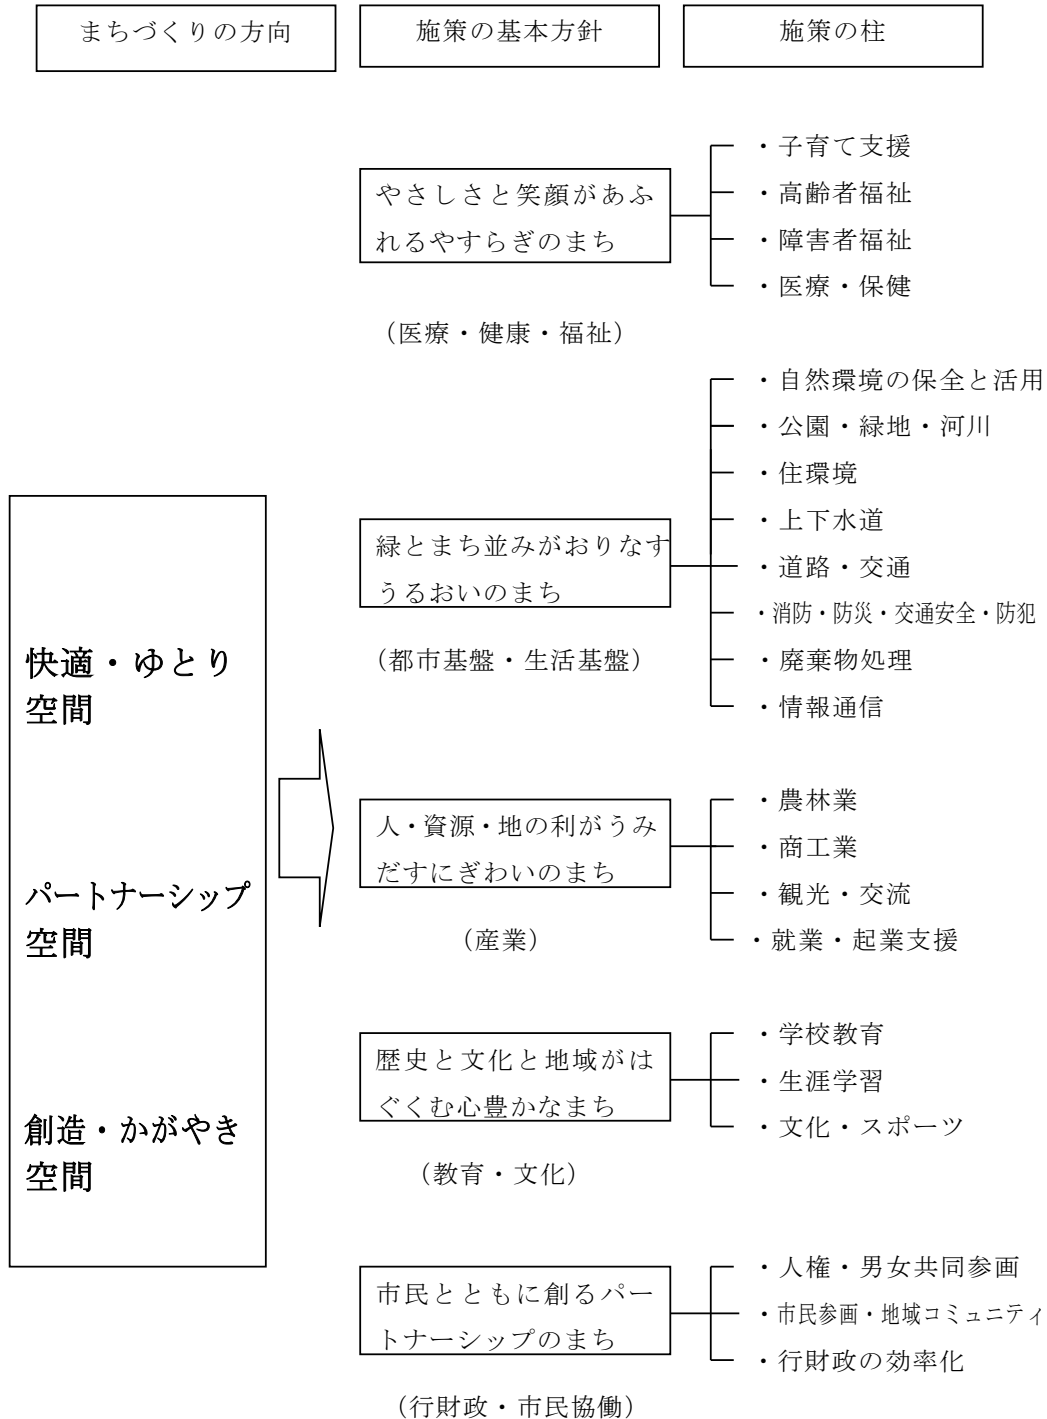 まちづくりの方向
施策の基本方針
施策の柱
快適・ゆとり
空間
パートナーシップ
空間
創造・かがやき
空間
やさしさと笑顔があふ
れるやすらぎのまち
（医療・健康・福祉）
・子育て支援
・高齢者福祉
・障害者福祉
・医療・保健
緑とまち並みがおりなす
うるおいのまち
（都市基盤・生活基盤）
・自然環境の保全と活用
・公園・緑地・河川
・住環境
・上下水道
・道路・交通
・消防・防災・交通安全・防犯
・廃棄物処理
・情報通信
人・資源・地の利がうみ
だすにぎわいのまち
（産業）
・農林業
・商工業
・観光・交流
・就業・起業支援
歴史と文化と地域がは
ぐくむ心豊かなまち
（教育・文化）
・学校教育
・生涯学習
・文化・スポーツ
市民とともに創るパー
トナーシップのまち
（行財政・市民協働）
・人権・男女共同参画
・市民参画・地域コミュニティ
・行財政の効率化